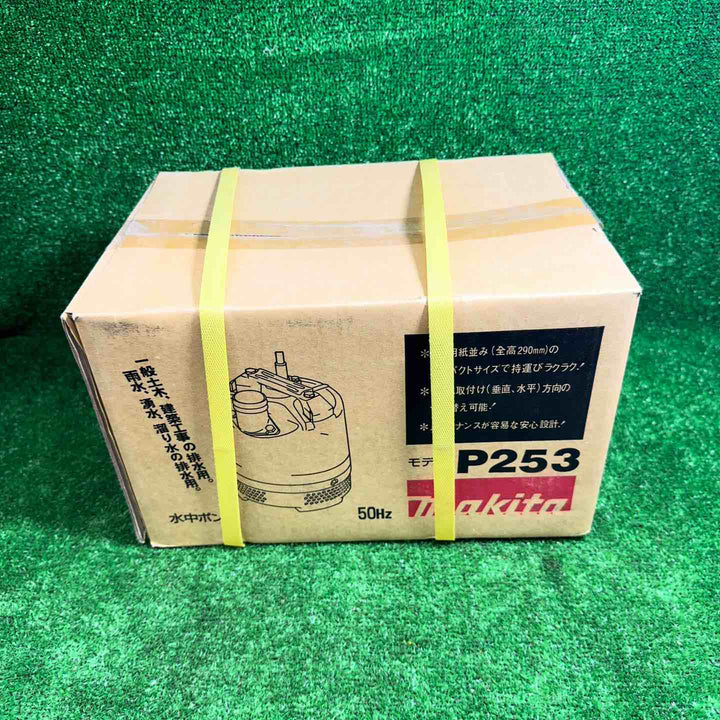 一般土木、建築工事の排水用。
雨水、湧水、溜り水の排水用。
水中ポン
50Hz
用紙並み(全高290mm)の
パクトサイズで持運びラクラク!
取付け(垂直、水平)方向の
替え可能!
ナンスが容易な安心設計!
モデ P253
makita